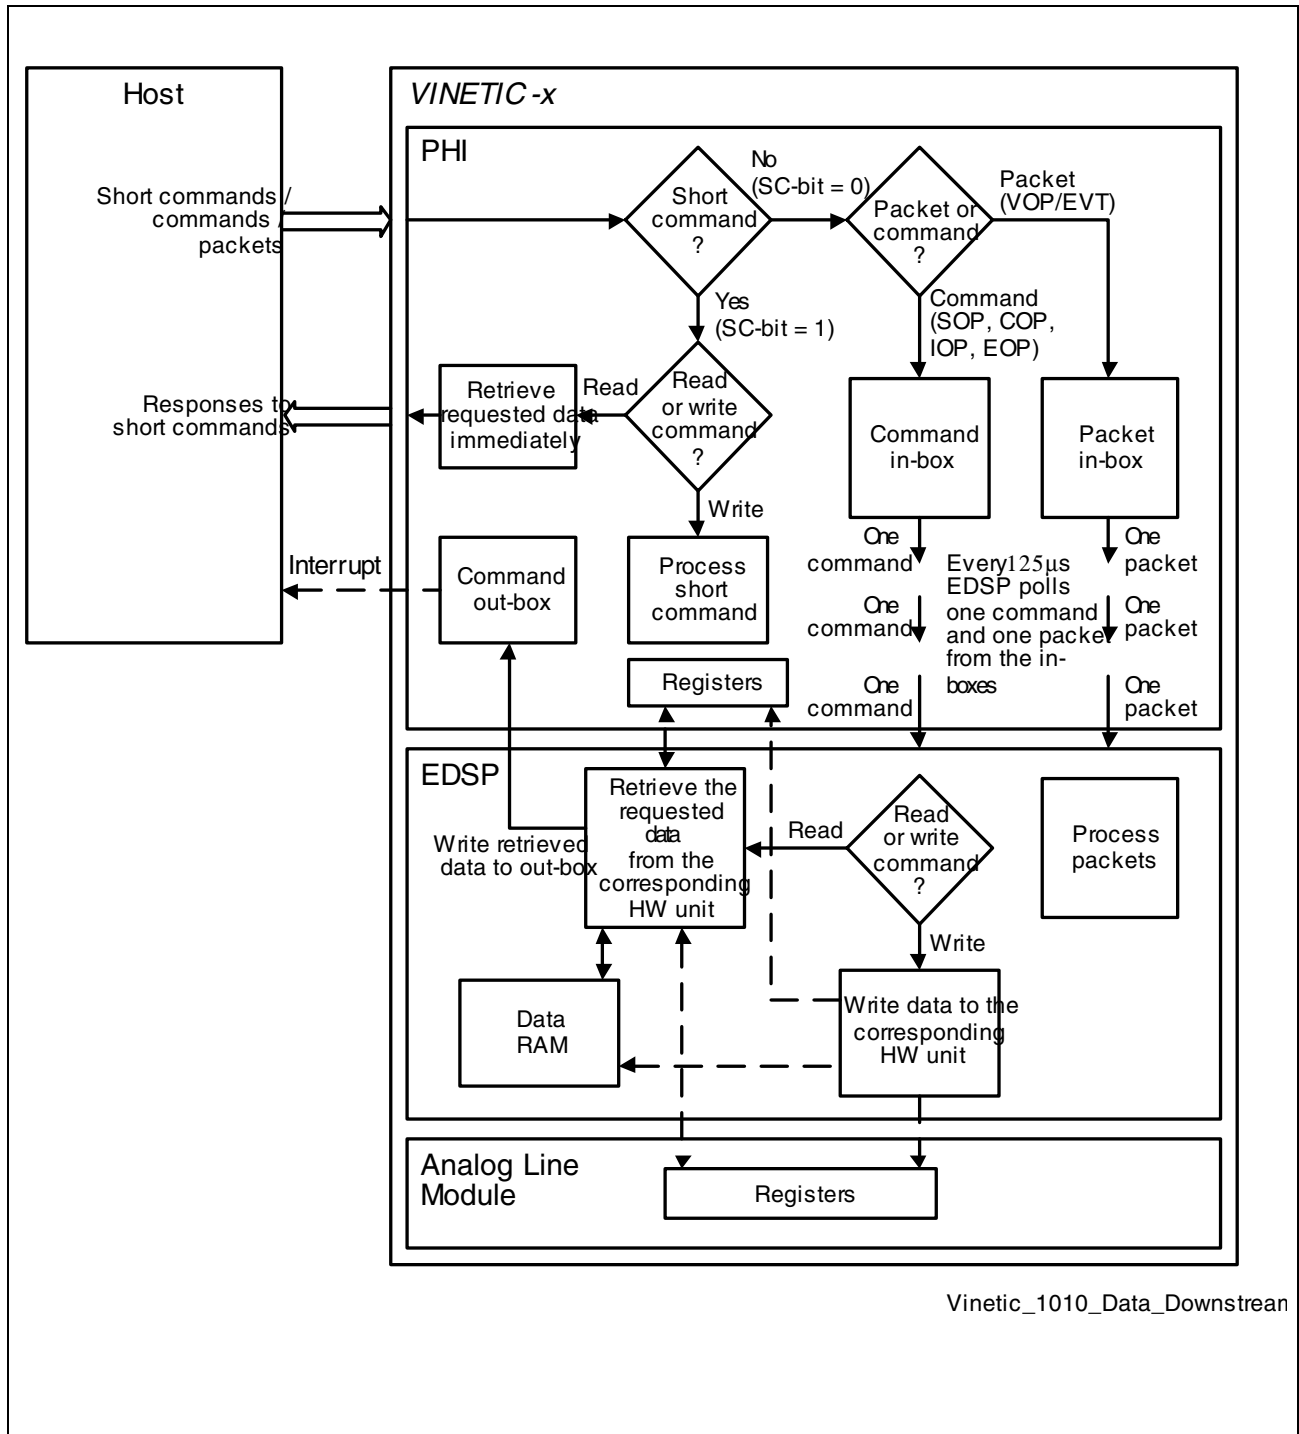 Host
VINETIC-x
PHI
Short commands /
commands /
packets
Short
command
?
No
(SC-bit = 0)
Packet or
command
?
Packet
(VOP/EVT)
Yes
(SC-bit = 1)
Command
(SOP, COP,
IOP, EOP)
Responses to
short commands
Retrieve
requested data
immediately
Read
Read
or write
command
?
Command
in-box
Packet
in-box
Write
Interrupt
Command
out-box
Process
short
command
One
command
One
command
One
command
Every125µs
EDSP polls
one command
and one packet
from the in-
boxes
One
packet
One
packet
One
packet
Registers
EDSP
Retrieve the
requested
data
from the
corresponding
HW unit
Write retrieved
data to out-box
Read
Read
or write
command
?
Process
packets
Write
Data
RAM
Write data to the
corresponding
HW unit
Analog Line
Module
Registers
Vinetic_1010_Data_Downstream